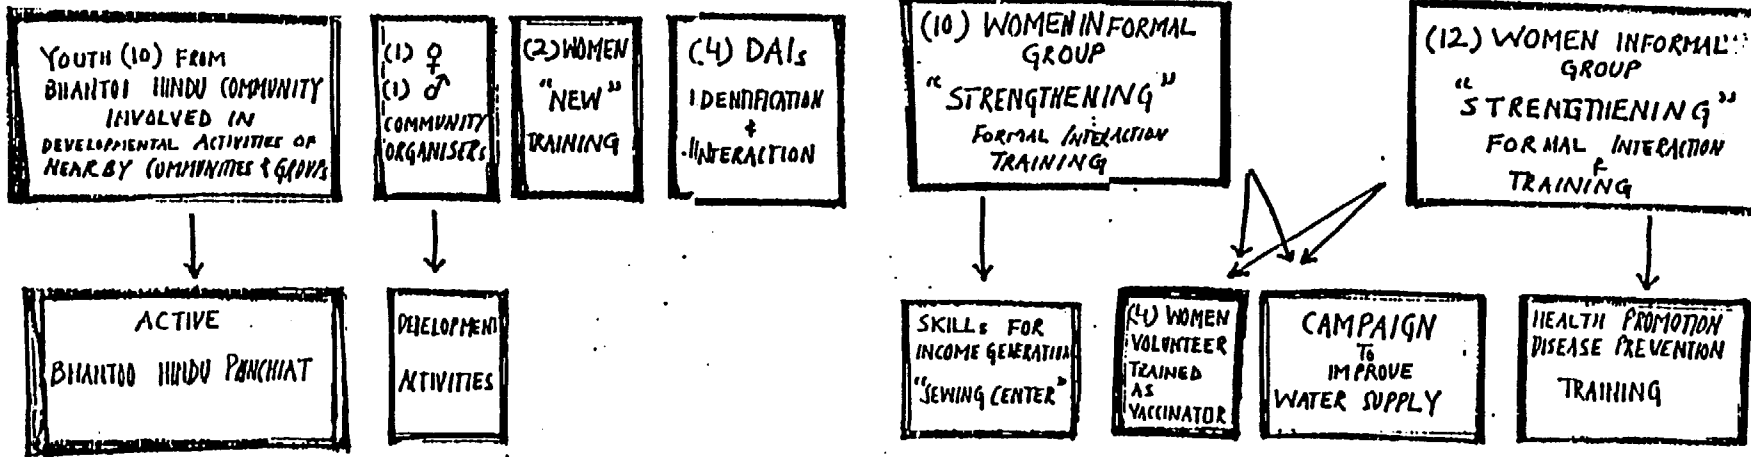 YOUTH (10) FROM
BHANTOO HINDU COMMUNITY
INVOLVED IN
DEVELOPMENTAL ACTIVITIES OF
NEARBY COMMUNITIES & GROUPS
(1) ♀
(1) ♂
COMMUNITY
ORGANISERS
(2) WOMEN
"NEW"
TRAINING
(4) DAIs
IDENTIFICATION
&
INTERACTION
(10) WOMEN INFORMAL
GROUP
"STRENGTHENING"
FORMAL INTERACTION
TRAINING
(12) WOMEN INFORMAL
GROUP
"STRENGTHENING"
FORMAL INTERACTION
&
TRAINING
ACTIVE
BHANTOO HINDU PANCHIAT
DEVELOPMENT
ACTIVITIES
SKILLS FOR
INCOME GENERATION
"SEWING CENTER"
(4) WOMEN
VOLUNTEER
TRAINED
AS
VACCINATOR
CAMPAIGN
TO
IMPROVE
WATER SUPPLY
HEALTH PROMOTION
DISEASE PREVENTION
TRAINING